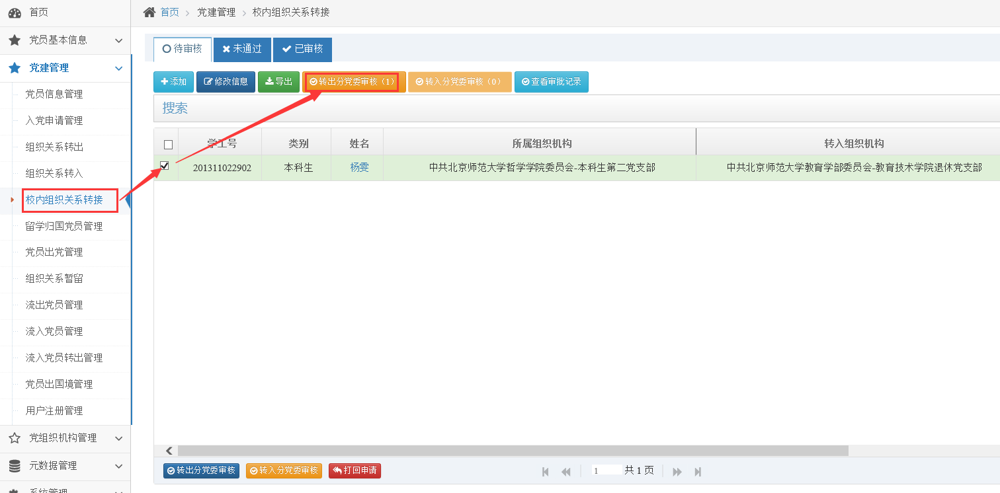 首页
党员基本信息
党建管理
党员信息管理
入党申请管理
组织关系转出
组织关系转入
校内组织关系转接
留学归国党员管理
党员出党管理
组织关系暂留
流出党员管理
流入党员管理
流入党员转出管理
党员出国境管理
用户注册管理
党组织机构管理
元数据管理
系统管理
首页 党建管理 校内组织关系转接
待审核 未通过 已审核
添加 修改信息 导出 转出分党委审核（1） 转入分党委审核（0） 查看审批记录
搜索
学工号 类别 姓名 所属组织机构 转入组织机构
201311022902 本科生 杨雯 中共北京师范大学哲学学院委员会-本科生第二党支部 中共北京师范大学教育学部委员会-教育技术学院退休党支部
转出分党委审核 转入分党委审核 打回申请 1 共 1 页